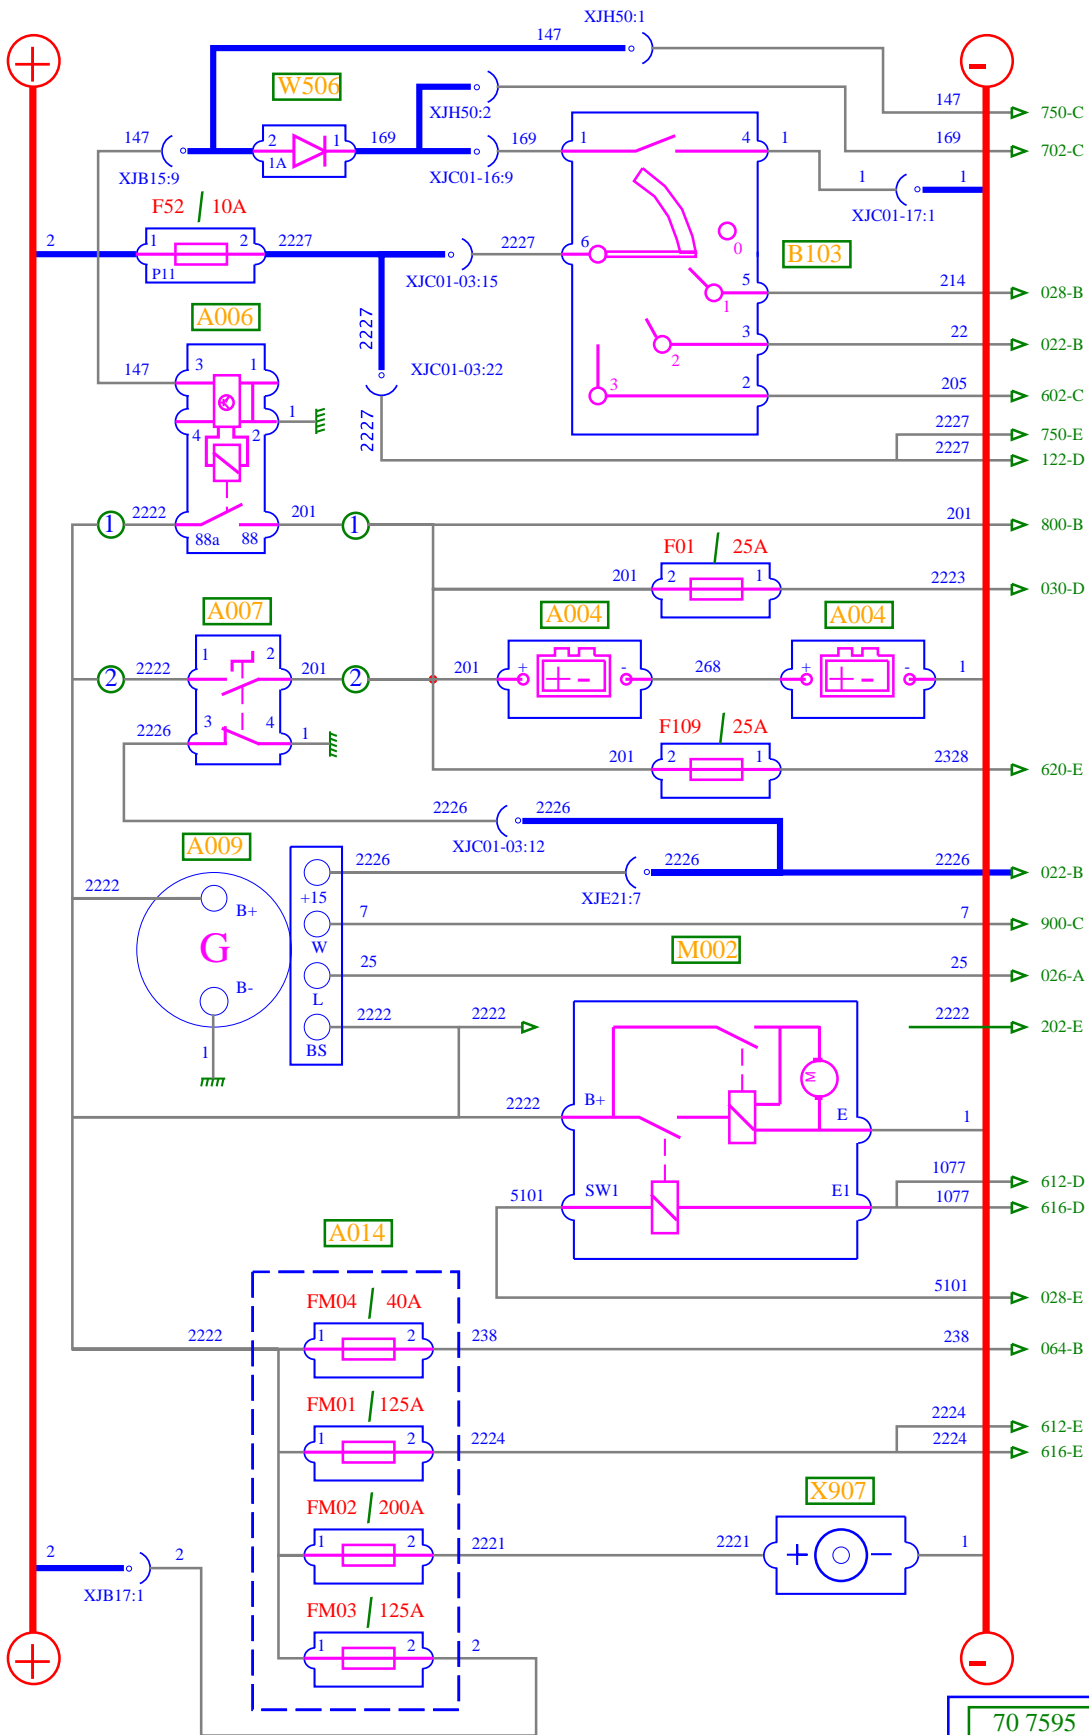 XJH50:1
147
W506
XJH50:2
147
750-C
147
2
1
1A
169
169
1
4
1
169
702-C
XJB15:9
XJC01-16:9
1
1
XJC01-17:1
F52 / 10A
2
1
2
P11
2227
2227
6
0
B103
XJC01-03:15
5
214
028-B
1
A006
2227
3
22
022-B
2
147
3
1
XJC01-03:22
3
2
205
602-C
4
2
1
2227
2227
750-E
2227
122-D
1
2222
88a
88
201
1
201
800-B
F01 / 25A
201
2
1
2223
030-D
A007
A004
A004
2
2222
1
2
201
2
201
+
-
268
+
-
1
2226
3
4
1
F109 / 25A
201
2
1
2328
620-E
2226
2226
XJC01-03:12
A009
2226
2226
2226
022-B
2222
B+
+15
XJE21:7
7
7
900-C
G
W
M002
25
25
026-A
B-
L
2222
2222
2222
202-E
BS
1
M
2222
B+
E
1
1077
612-D
5101
SW1
E1
1077
616-D
A014
5101
028-E
FM04 / 40A
2222
1
2
238
238
064-B
FM01 / 125A
2224
612-E
1
2
2224
2224
616-E
X907
FM02 / 200A
1
2
2221
2221
+
-
1
2
2
XJB17:1
FM03 / 125A
1
2
2
70 7595